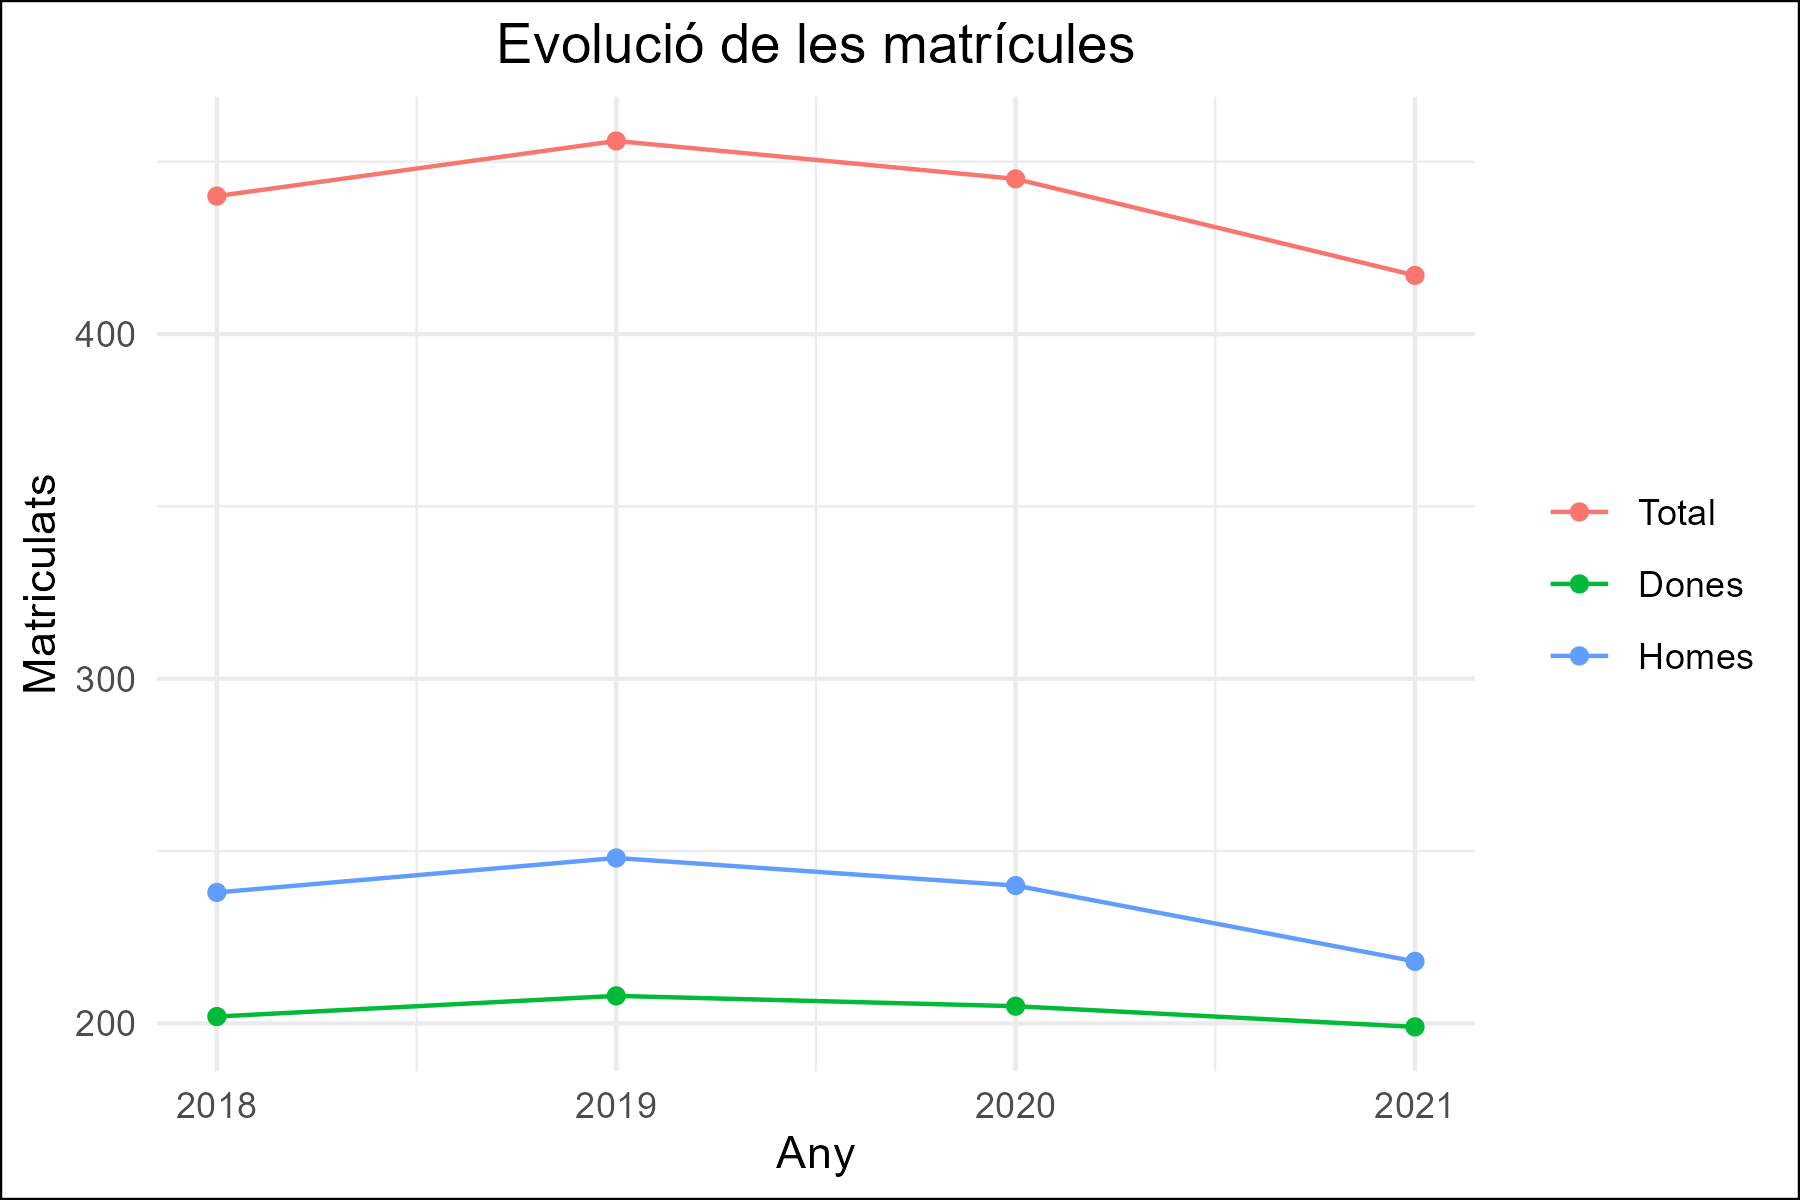 Evolució de les matrícules
Matriculats
400
300
200
2018
2019
2020
2021
Any
Total
Dones
Homes